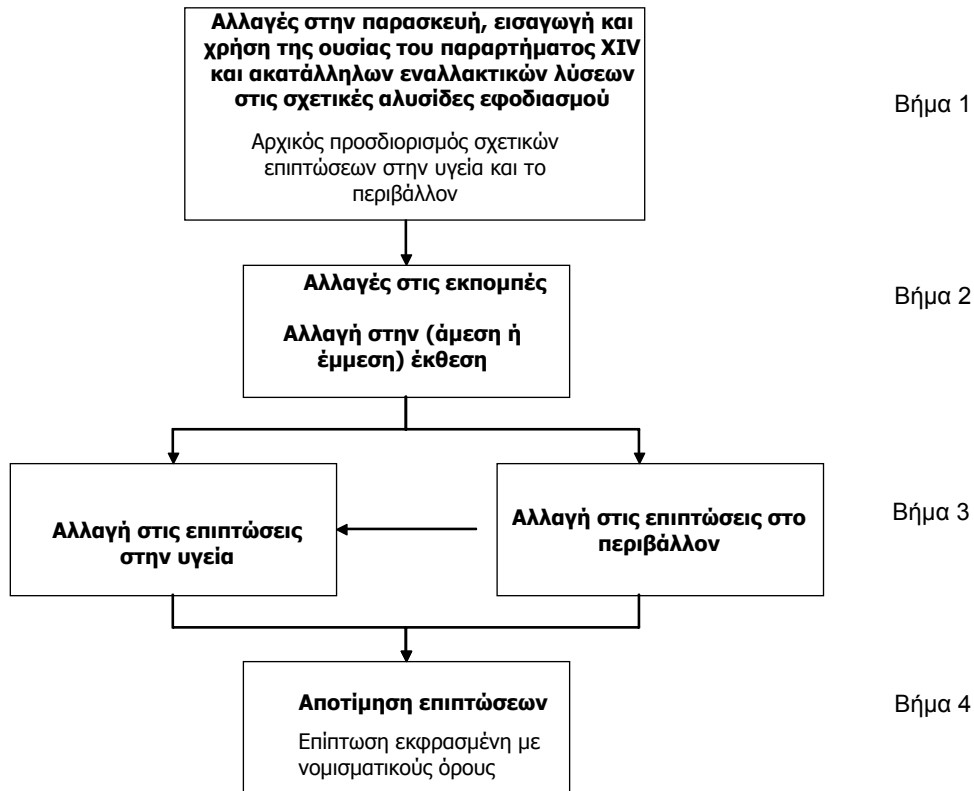 Αλλαγές στην παρασκευή, εισαγωγή και
χρήση της ουσίας του παραρτήματος XIV
και ακατάλληλων εναλλακτικών λύσεων
στις σχετικές αλυσίδες εφοδιασμού
Αρχικός προσδιορισμός σχετικών
επιπτώσεων στην υγεία και το
περιβάλλον
Βήμα 1
Αλλαγές στις εκπομπές
Αλλαγή στην (άμεση ή
έμμεση) έκθεση
Βήμα 2
Αλλαγή στις επιπτώσεις
στην υγεία
Αλλαγή στις επιπτώσεις στο
περιβάλλον
Βήμα 3
Αποτίμηση επιπτώσεων
Επίπτωση εκφρασμένη με
νομισματικούς όρους
Βήμα 4